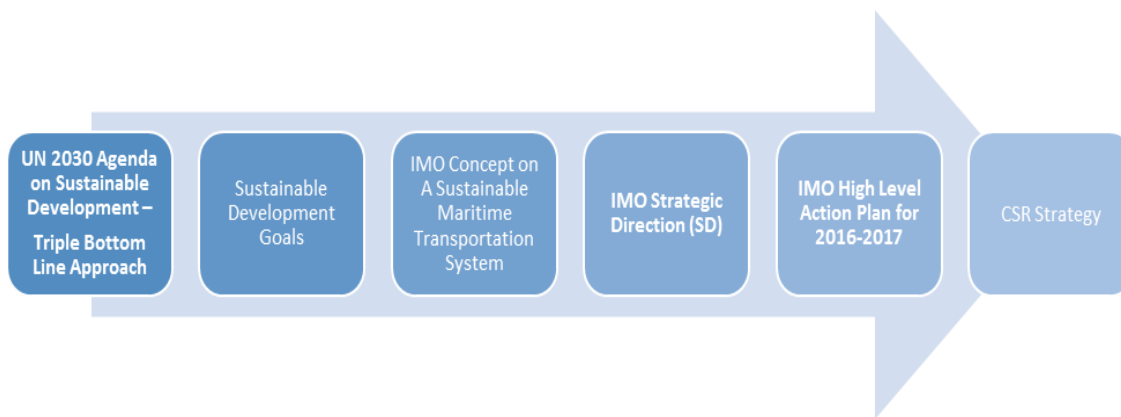 UN 2030 Agenda
on Sustainable
Development –
Triple Bottom
Line Approach
Sustainable
Development
Goals
IMO Concept on
A Sustainable
Maritime
Transportation
System
IMO Strategic
Direction (SD)
IMO High Level
Action Plan for
2016-2017
CSR Strategy